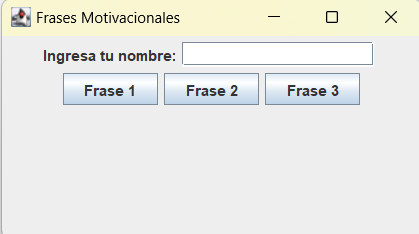 Frases Motivacionales
Ingresa tu nombre:
Frase 1 Frase 2 Frase 3